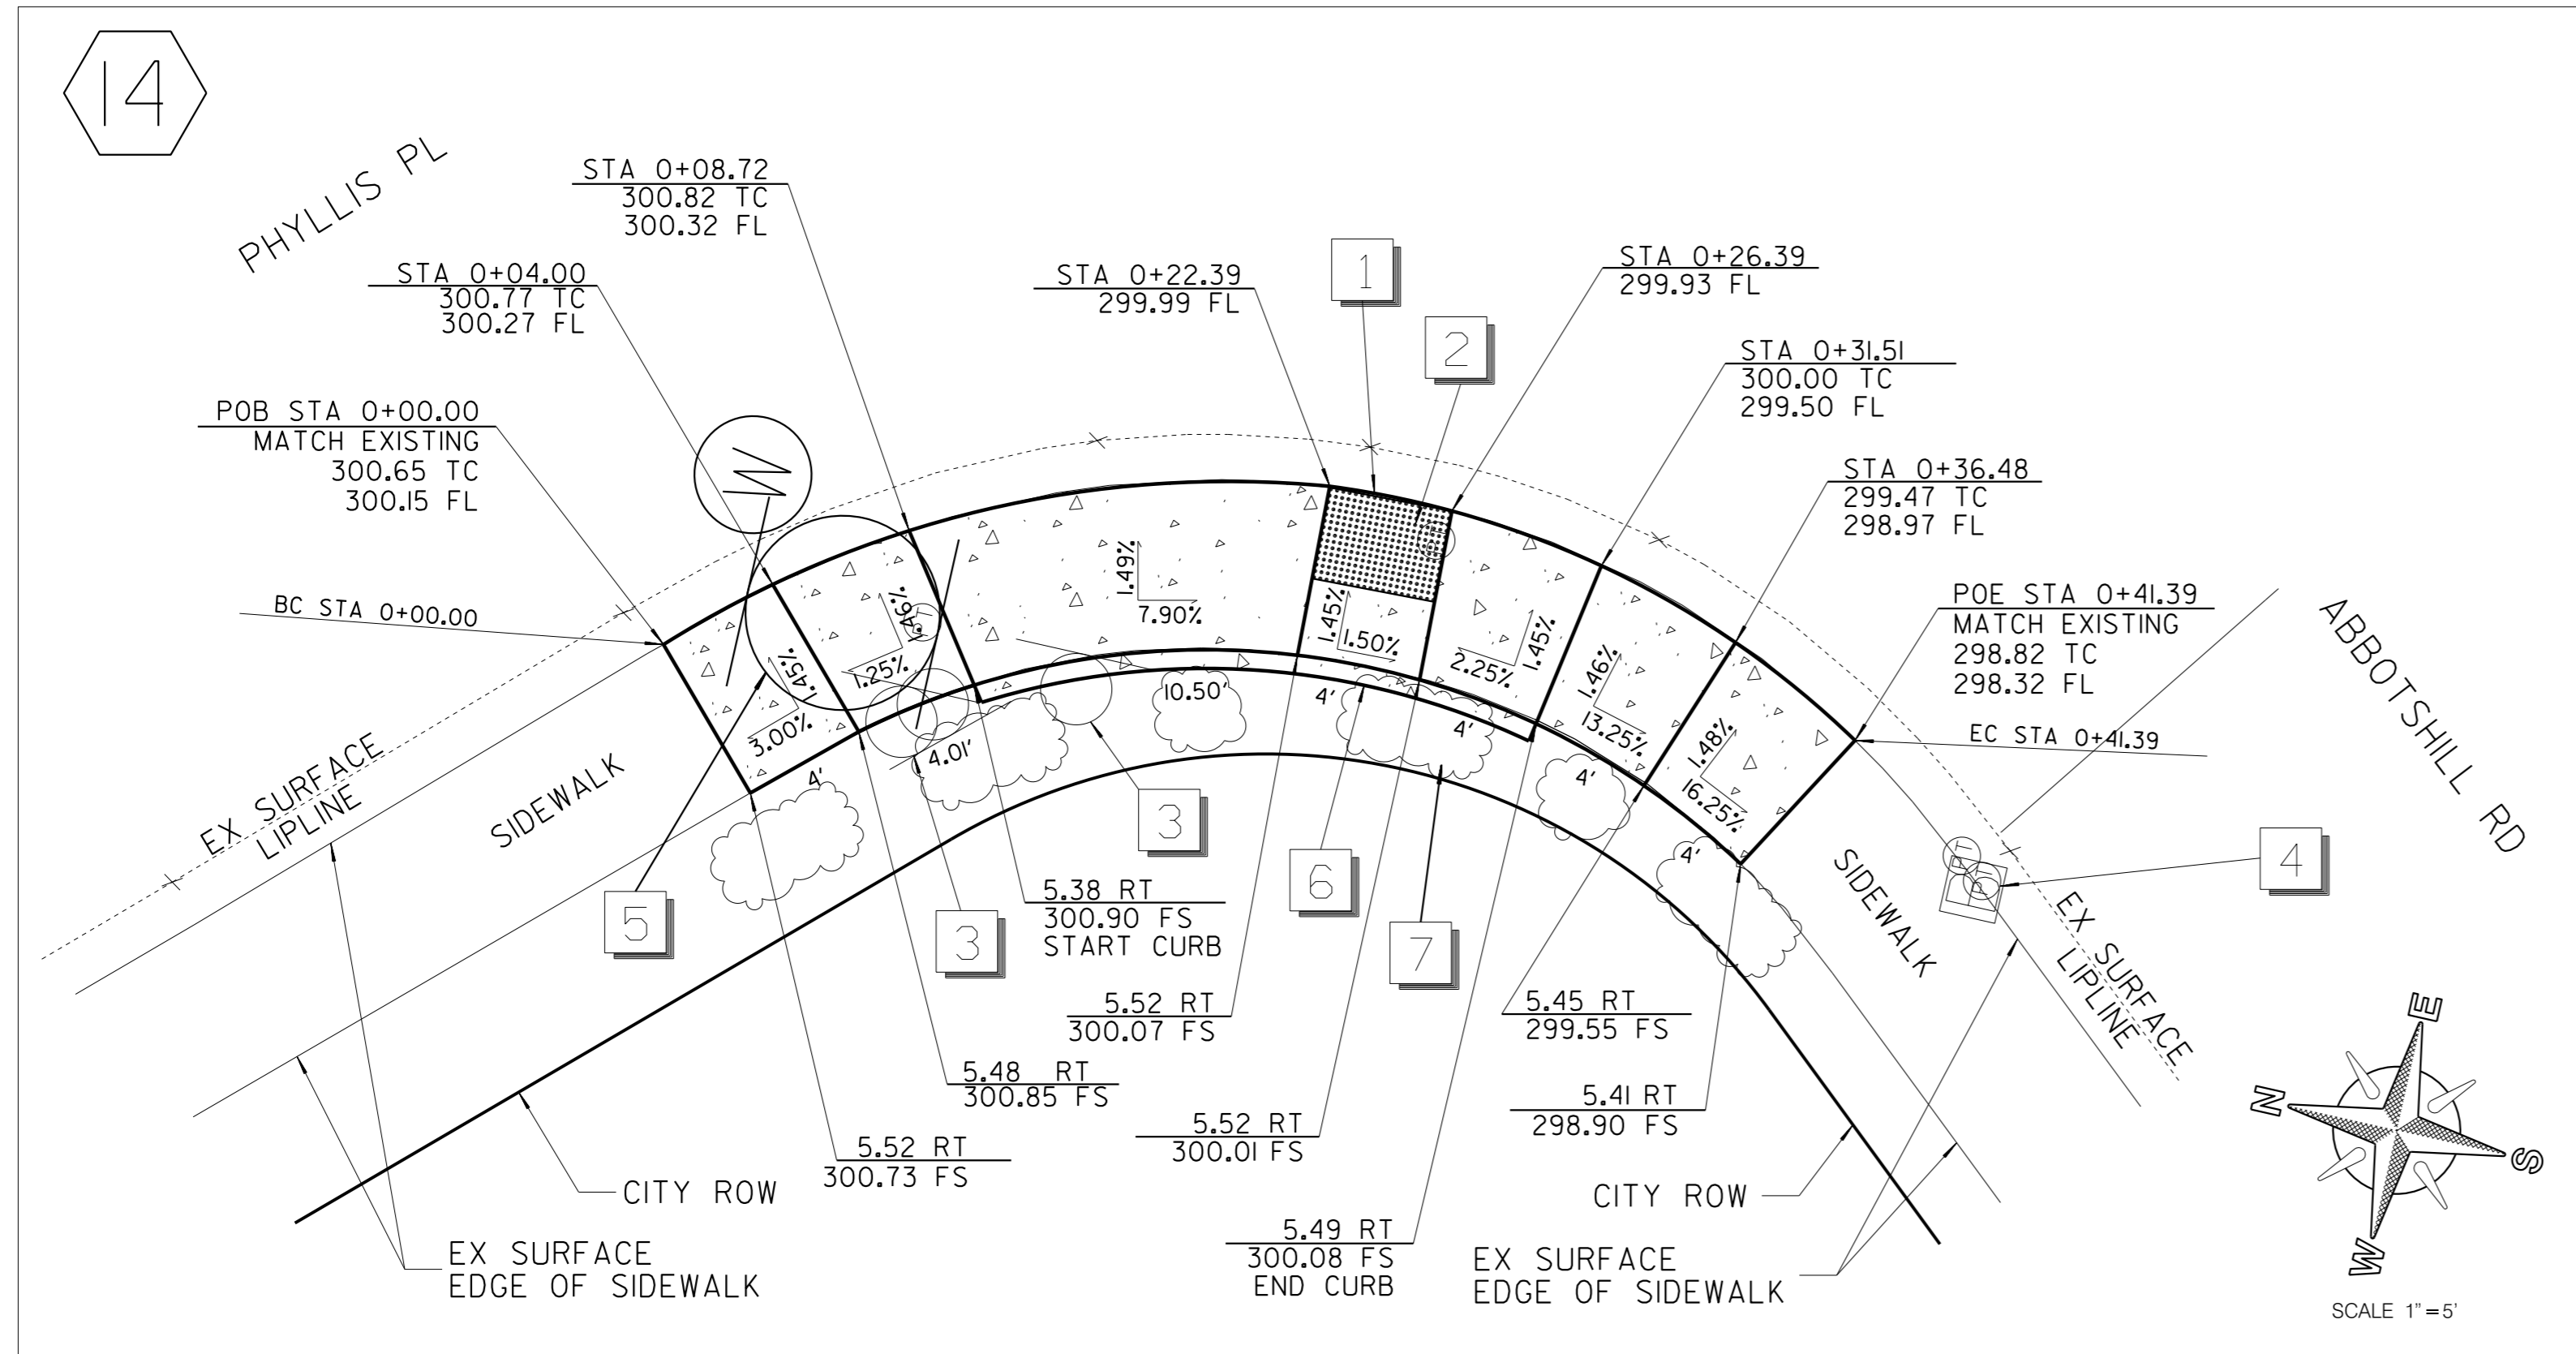 14
PHYLLIS PL
STA 0+08.72
300.82 TC
300.32 FL
STA 0+04.00
300.77 TC
300.27 FL
POB STA 0+00.00
MATCH EXISTING
300.65 TC
300.15 FL
BC STA 0+00.00
STA 0+22.39
299.99 FL
1
2
STA 0+26.39
299.93 FL
STA 0+31.51
300.00 TC
299.50 FL
STA 0+36.48
299.47 TC
298.97 FL
POE STA 0+41.39
MATCH EXISTING
298.82 TC
298.32 FL
EC STA 0+41.39
ABBOTSHILL RD
W
1.45%
3.00%
1.46%
1.25%
1.49%
7.90%
1.45%
1.50%
1.45%
2.25%
1.46%
13.25%
1.48%
16.25%
4'
4.01'
10.50'
4'
4'
4'
4'
EX SURFACE
LIPLINE
SIDEWALK
SIDEWALK
EX SURFACE
LIPLINE
3
3
4
5
6
7
5.38 RT
300.90 FS
START CURB
5.52 RT
300.07 FS
5.48 RT
300.85 FS
5.52 RT
300.73 FS
5.52 RT
300.01 FS
5.49 RT
300.08 FS
END CURB
5.45 RT
299.55 FS
5.41 RT
298.90 FS
CITY ROW
CITY ROW
EX SURFACE
EDGE OF SIDEWALK
EX SURFACE
EDGE OF SIDEWALK
E
N
S
W
SCALE 1"=5'